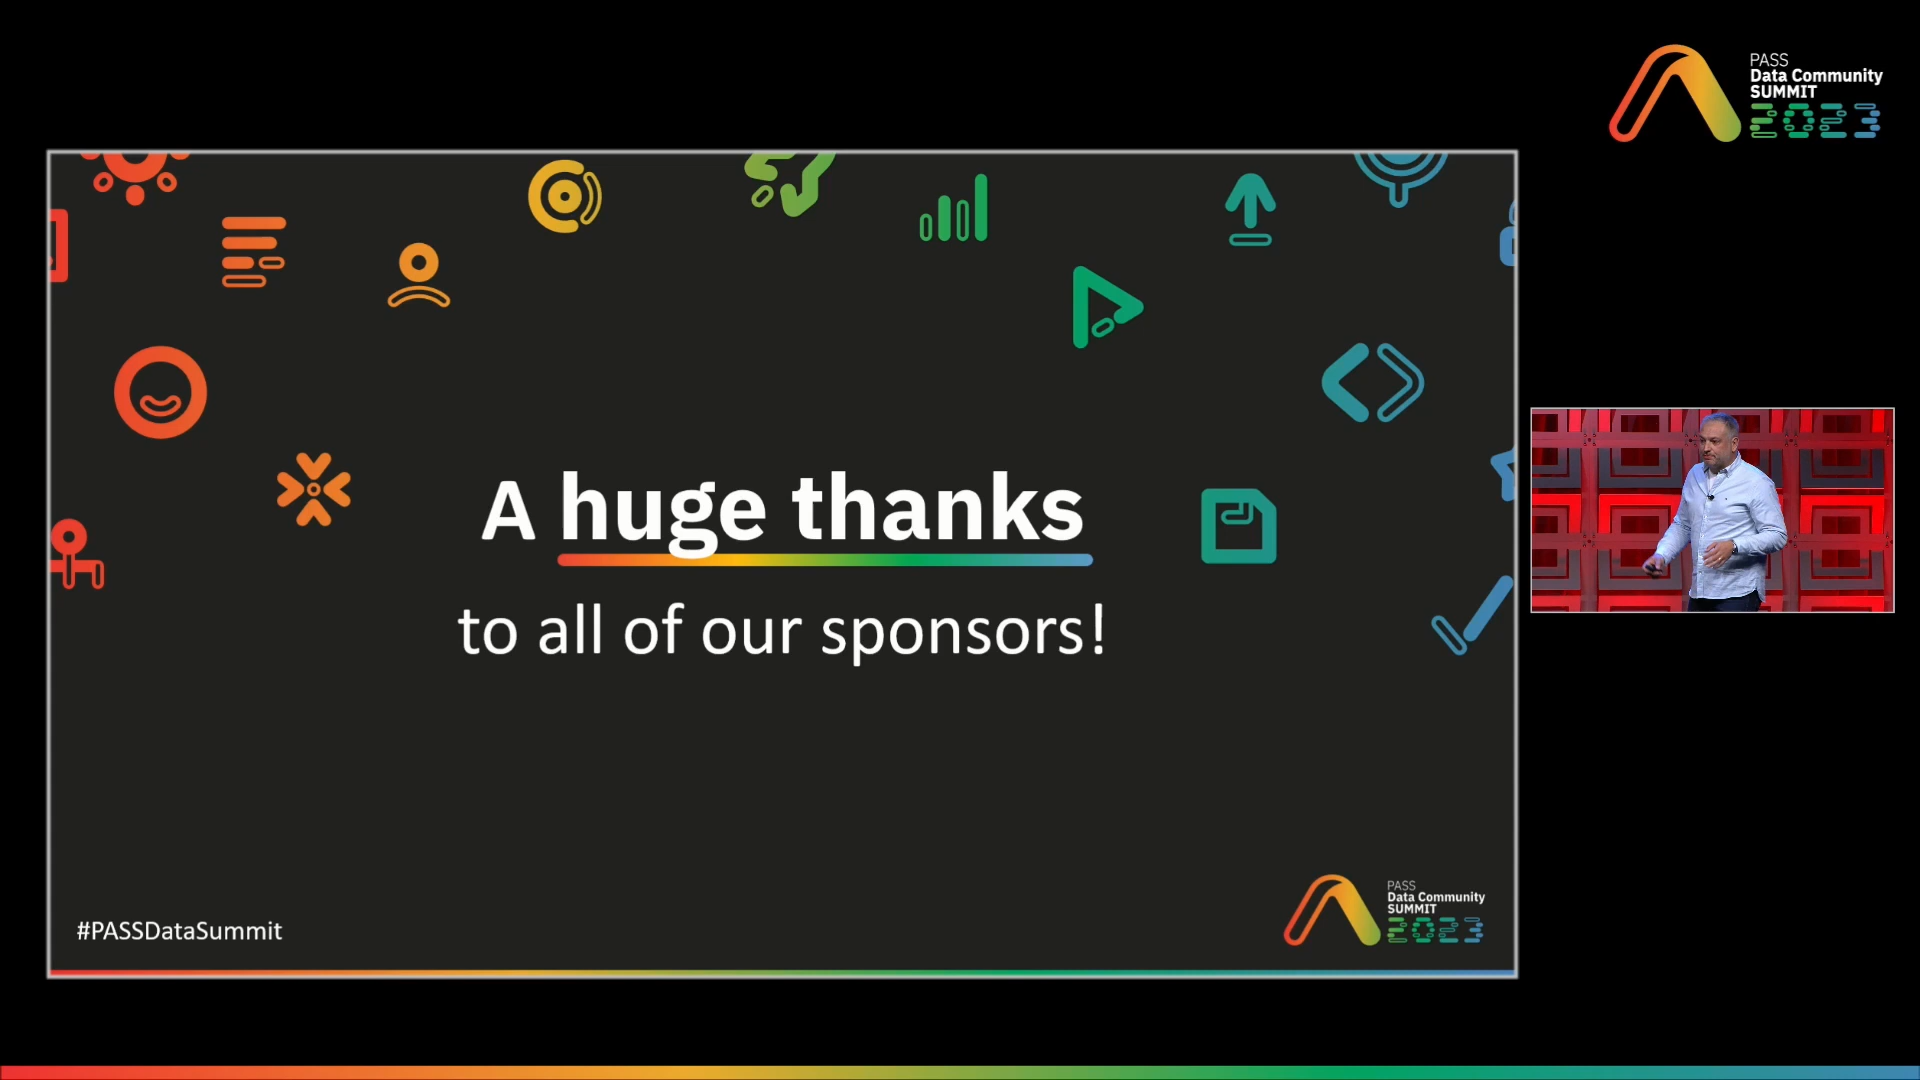 PASS
Data Community
SUMMIT
2023
A huge thanks
to all of our sponsors!
#PASSDataSummit
PASS
Data Community
SUMMIT
2023